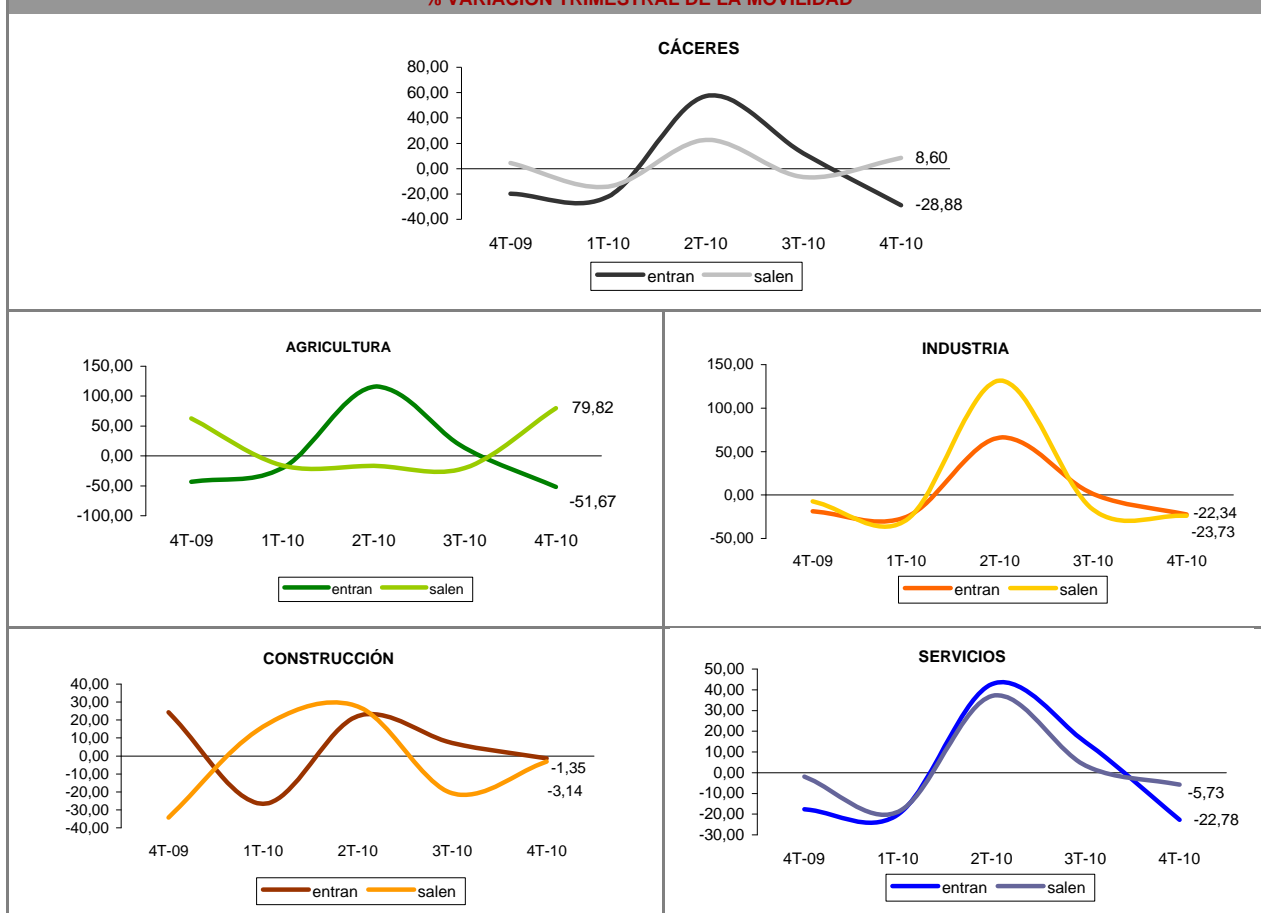 % VARIACIÓN TRIMESTRAL DE LA MOVILIDAD
CÁCERES
80,00
60,00
40,00
20,00
0,00
-20,00
-40,00
8,60
-28,88
4T-09 1T-10 2T-10 3T-10 4T-10
entran salen
AGRICULTURA
150,00
100,00
50,00
0,00
-50,00
-100,00
79,82
-51,67
4T-09 1T-10 2T-10 3T-10 4T-10
entran salen
INDUSTRIA
150,00
100,00
50,00
0,00
-50,00
-22,34
-23,73
4T-09 1T-10 2T-10 3T-10 4T-10
entran salen
CONSTRUCCIÓN
40,00
30,00
20,00
10,00
0,00
-10,00
-20,00
-30,00
-40,00
-1,35
-3,14
4T-09 1T-10 2T-10 3T-10 4T-10
entran salen
SERVICIOS
50,00
40,00
30,00
20,00
10,00
0,00
-10,00
-20,00
-30,00
-5,73
-22,78
4T-09 1T-10 2T-10 3T-10 4T-10
entran salen